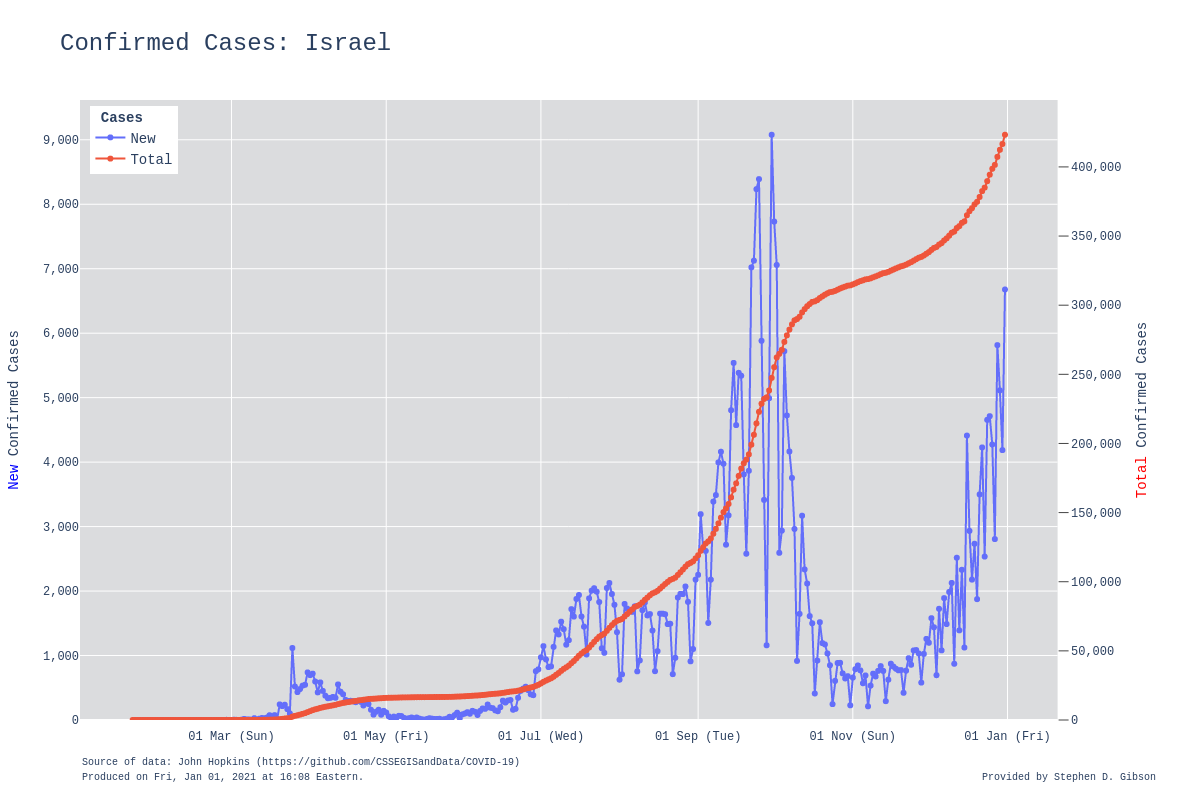 Confirmed Cases: Israel
Cases
New
Total
9,000
8,000
7,000
6,000
5,000
4,000
3,000
2,000
1,000
0
New Confirmed Cases
400,000
350,000
300,000
250,000
200,000
150,000
100,000
50,000
0
Total Confirmed Cases
01 Mar (Sun)
01 May (Fri)
01 Jul (Wed)
01 Sep (Tue)
01 Nov (Sun)
01 Jan (Fri)
Source of data: John Hopkins (https://github.com/CSSEGISandData/COVID-19)
Produced on Fri, Jan 01, 2021 at 16:08 Eastern.
Provided by Stephen D. Gibson